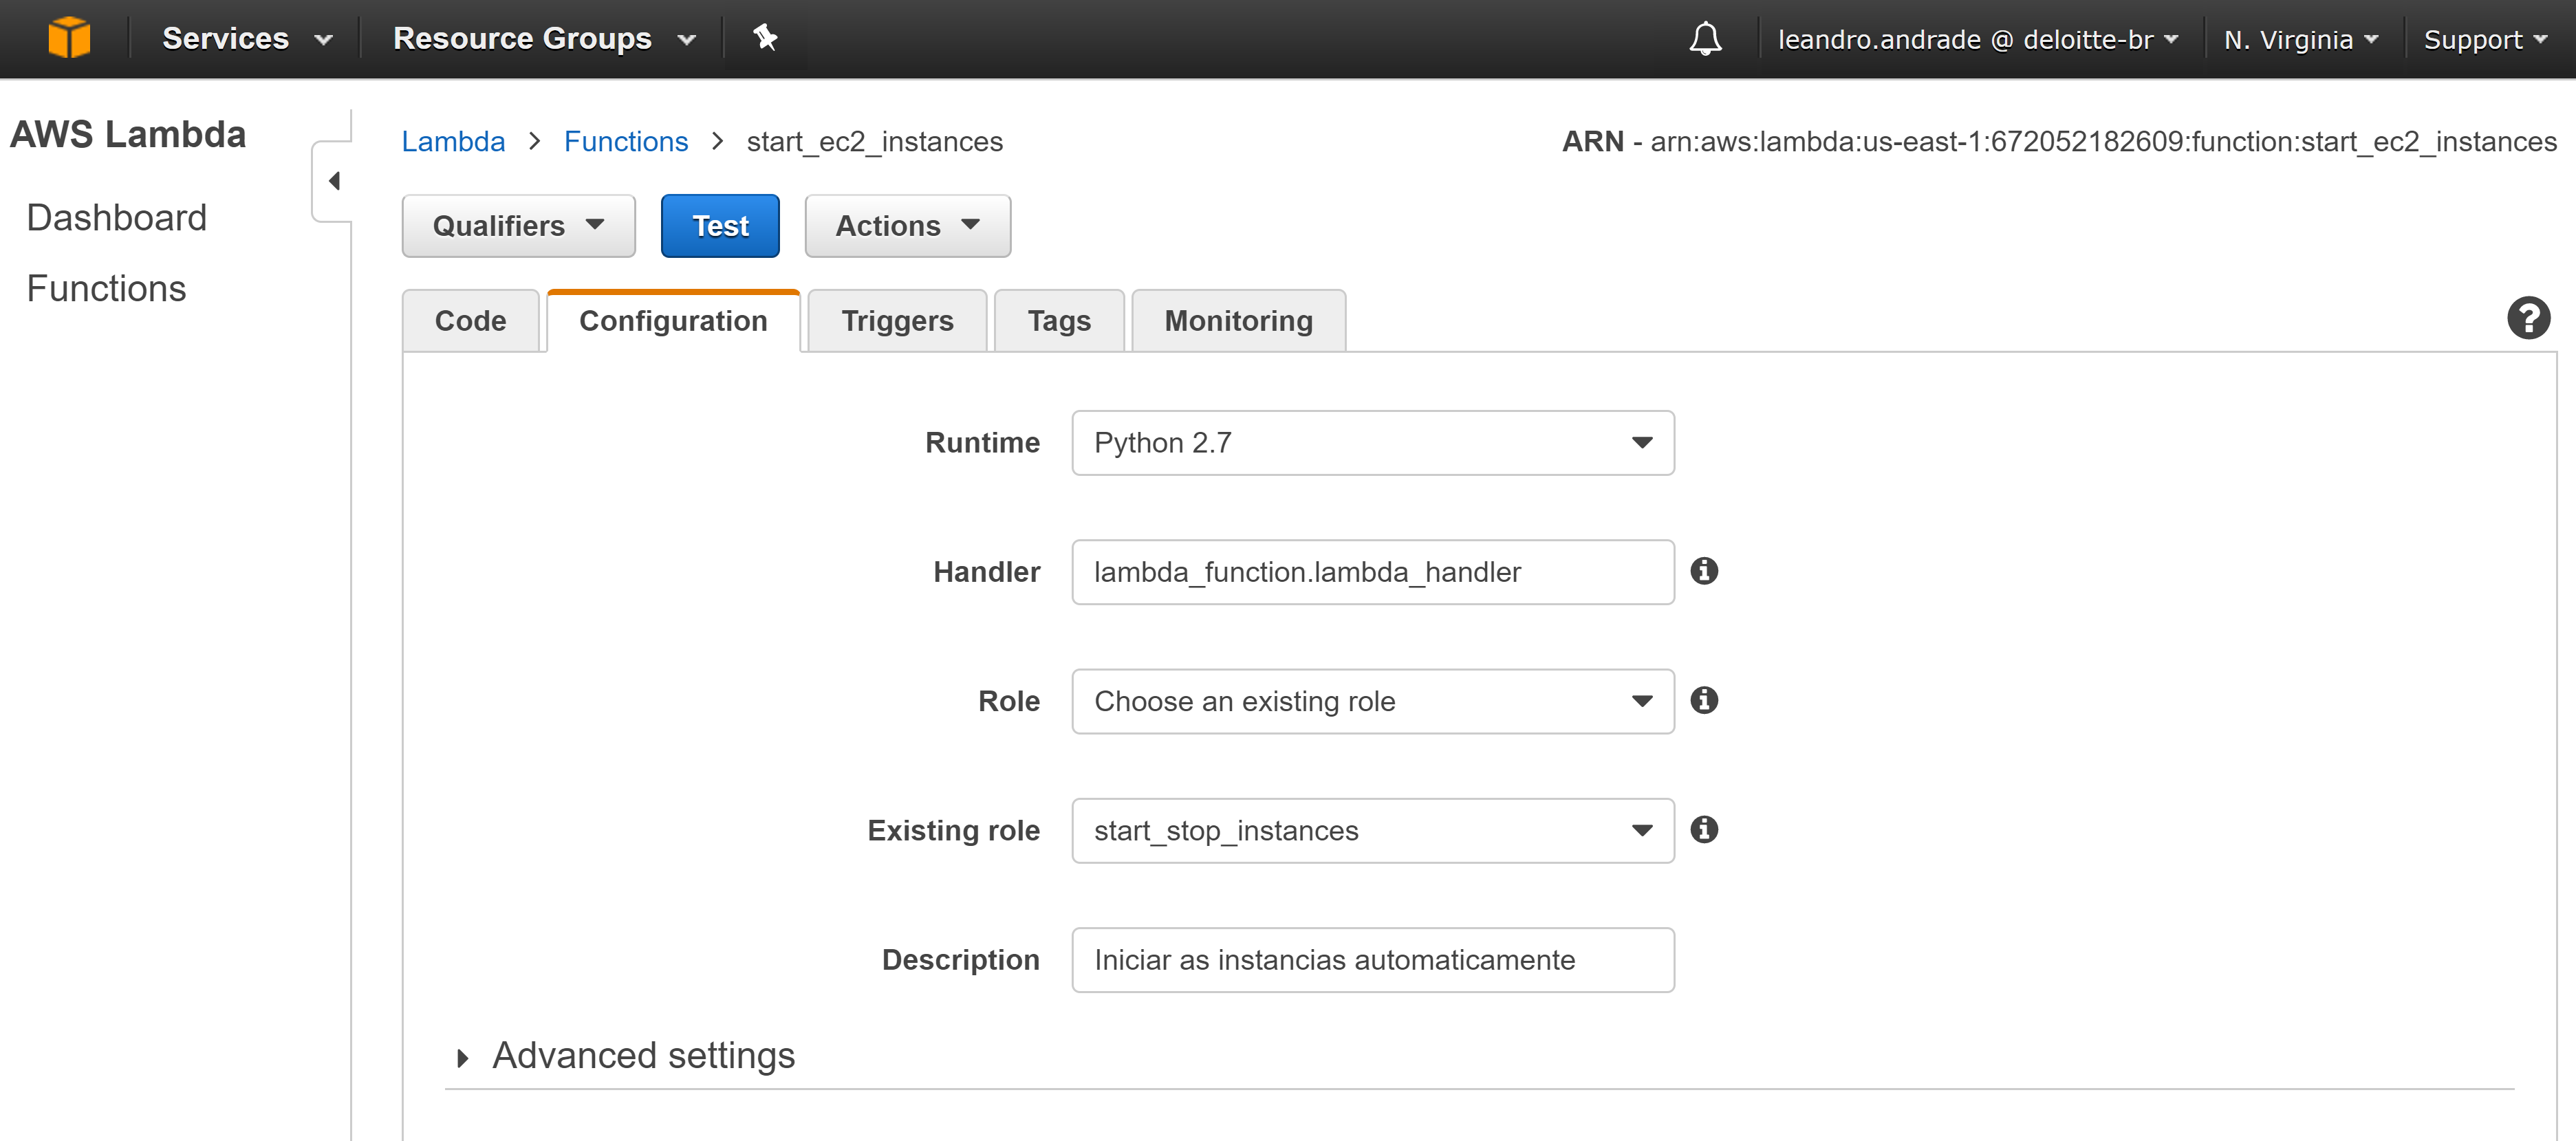 Services Resource Groups leandro.andrade @ deloitte-br N. Virginia Support
AWS Lambda
Dashboard
Functions
Lambda > Functions > start_ec2_instances ARN - arn:aws:lambda:us-east-1:672052182609:function:start_ec2_instances
Qualifiers Test Actions
Code Configuration Triggers Tags Monitoring
Runtime Python 2.7
Handler lambda_function.lambda_handler
Role Choose an existing role
Existing role start_stop_instances
Description Iniciar as instancias automaticamente
Advanced settings